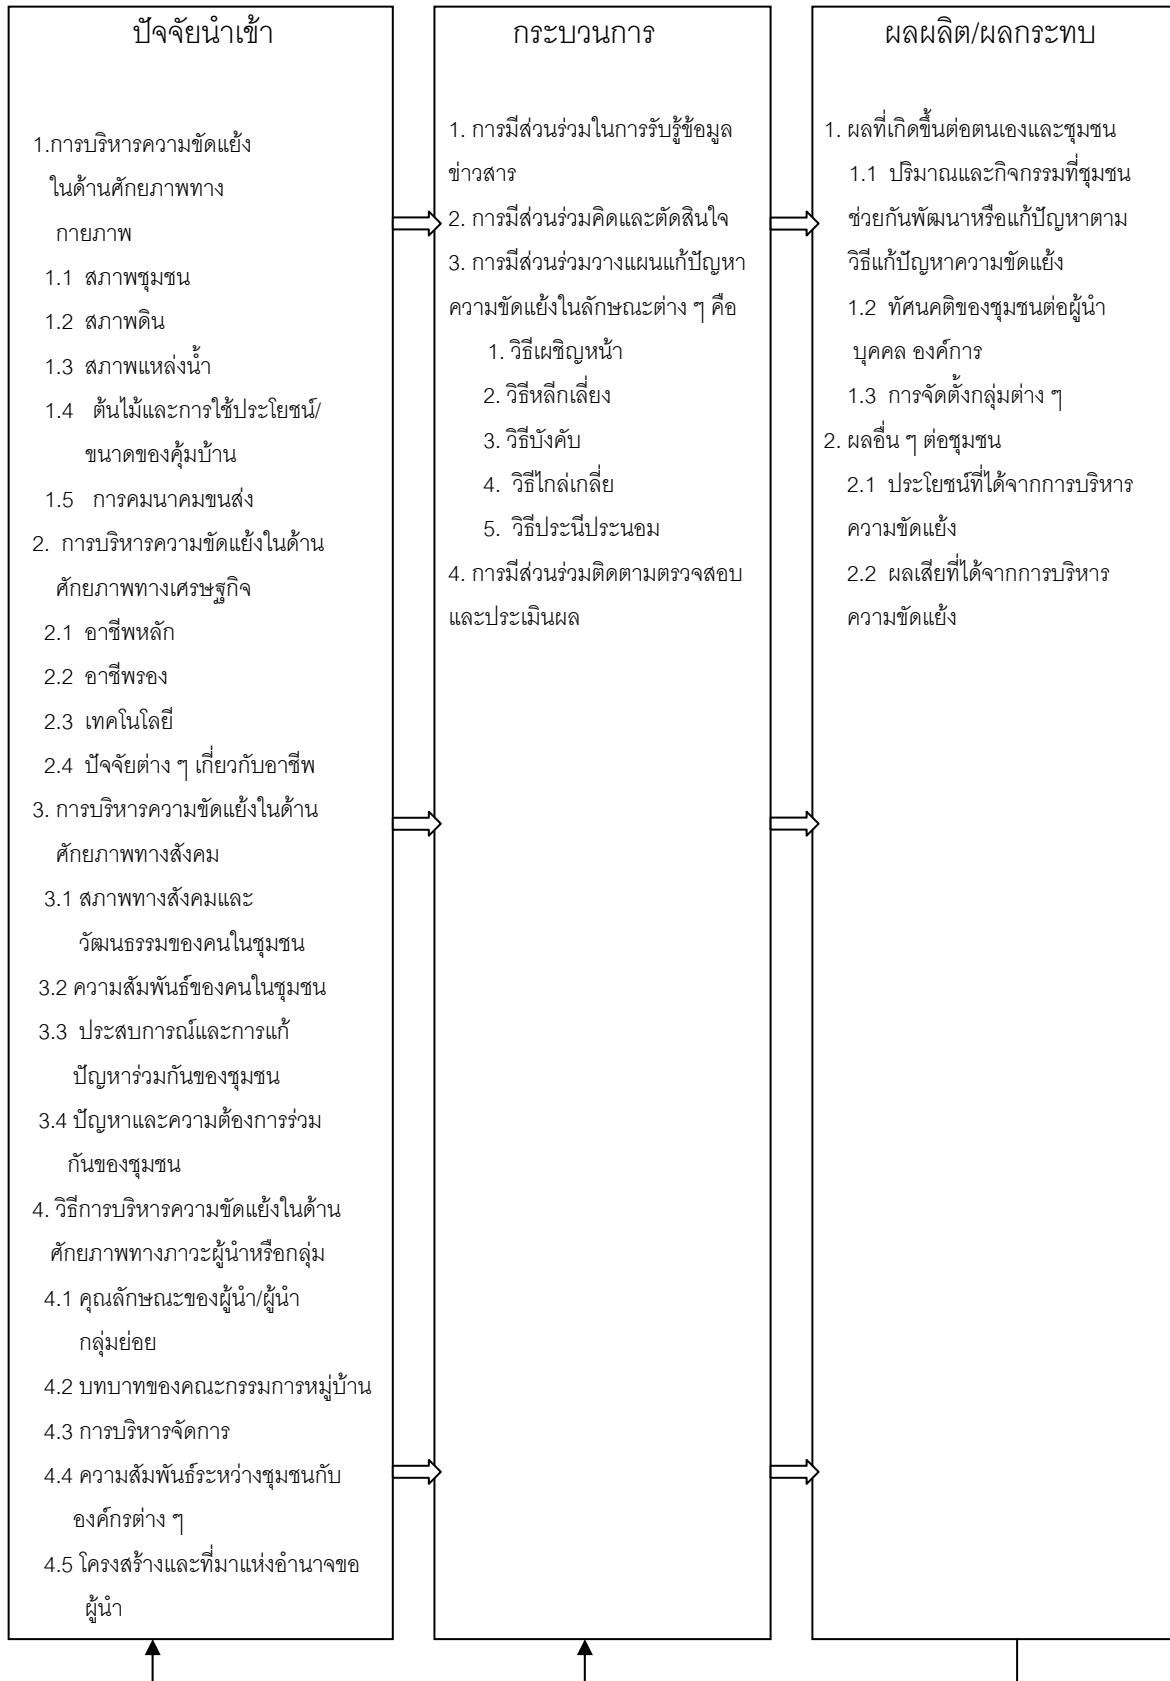 ปัจจัยนำเข้า
1.การบริหารความขัดแย้ง
ในด้านศักยภาพทาง
กายภาพ
1.1 สภาพชุมชน
1.2 สภาพดิน
1.3 สภาพแหล่งน้ำ
1.4 ต้นไม้และการใช้ประโยชน์/
ขนาดของคุ้มบ้าน
1.5 การคมนาคมขนส่ง
2. การบริหารความขัดแย้งในด้าน
ศักยภาพทางเศรษฐกิจ
2.1 อาชีพหลัก
2.2 อาชีพรอง
2.3 เทคโนโลยี
2.4 ปัจจัยต่าง ๆ เกี่ยวกับอาชีพ
3. การบริหารความขัดแย้งในด้าน
ศักยภาพทางสังคม
3.1 สภาพทางสังคมและ
วัฒนธรรมของคนในชุมชน
3.2 ความสัมพันธ์ของคนในชุมชน
3.3 ประสบการณ์และการแก้
ปัญหาร่วมกันของชุมชน
3.4 ปัญหาและความต้องการร่วม
กันของชุมชน
4. วิธีการบริหารความขัดแย้งในด้าน
ศักยภาพทางภาวะผู้นำหรือกลุ่ม
4.1 คุณลักษณะของผู้นำ/ผู้นำ
กลุ่มย่อย
4.2 บทบาทของคณะกรรมการหมู่บ้าน
4.3 การบริหารจัดการ
4.4 ความสัมพันธ์ระหว่างชุมชนกับ
องค์กรต่าง ๆ
4.5 โครงสร้างและที่มาแห่งอำนาจขอ
ผู้นำ
กระบวนการ
1. การมีส่วนร่วมในการรับรู้ข้อมูล
ข่าวสาร
2. การมีส่วนร่วมคิดและตัดสินใจ
3. การมีส่วนร่วมวางแผนแก้ปัญหา
ความขัดแย้งในลักษณะต่าง ๆ คือ
1. วิธีเผชิญหน้า
2. วิธีหลีกเลี่ยง
3. วิธีบังคับ
4. วิธีไกล่เกลี่ย
5. วิธีประนีประนอม
4. การมีส่วนร่วมติดตามตรวจสอบ
และประเมินผล
ผลผลิต/ผลกระทบ
1. ผลที่เกิดขึ้นต่อตนเองและชุมชน
1.1 ปริมาณและกิจกรรมที่ชุมชน
ช่วยกันพัฒนาหรือแก้ปัญหาตาม
วิธีแก้ปัญหาความขัดแย้ง
1.2 ทัศนคติของชุมชนต่อผู้นำ
บุคคล องค์การ
1.3 การจัดตั้งกลุ่มต่าง ๆ
2. ผลอื่น ๆ ต่อชุมชน
2.1 ประโยชน์ที่ได้จากการบริหาร
ความขัดแย้ง
2.2 ผลเสียที่ได้จากการบริหาร
ความขัดแย้ง